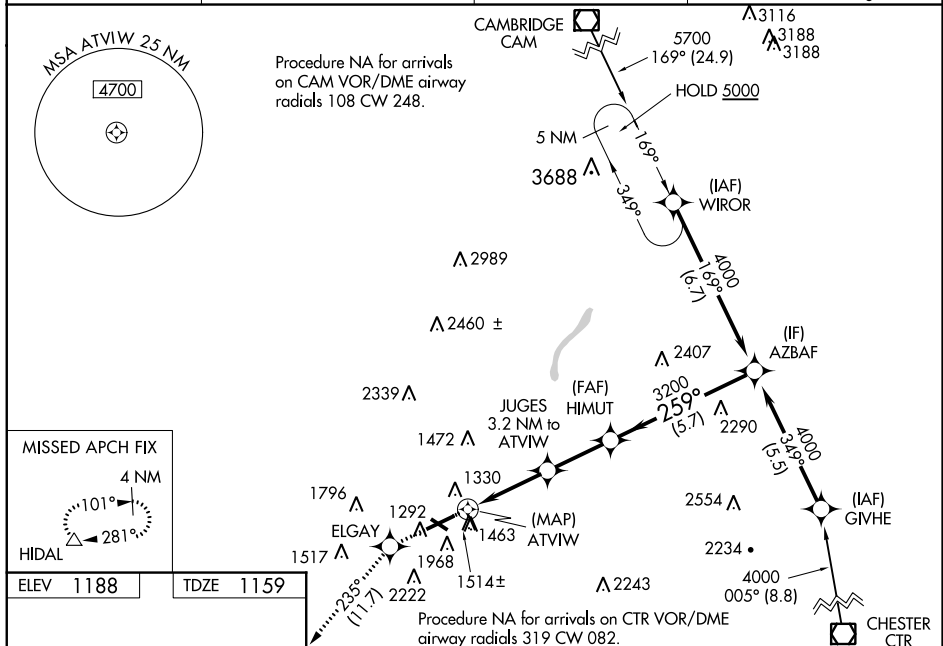 MSA ATVIW 25 NM
4700
Procedure NA for arrivals
on CAM VOR/DME airway
radials 108 CW 248.
CAMBRIDGE
CAM
3116
3188
3188
5700
169° (24.9)
HOLD 5000
5 NM
169°
349°
3688
(IAF)
WIROR
2989
4000
169°
(6.7)
2460 ±
(IF)
AZBAF
2407
(FAF)
HIMUT
3200
259°
(5.7)
2339
JUGES
3.2 NM to
ATVIW
2290
4000
349°
(5.5)
1472
MISSED APCH FIX
4 NM
101°
281°
HIDAL
1330
1796
1292
2554
(IAF)
GIVHE
ELGAY
1463
(MAP)
ATVIW
1517
1968
2234
2222
1514±
2243
4000
005° (8.8)
ELEV 1188
TDZE 1159
235°
(11.7)
Procedure NA for arrivals on CTR VOR/DME
airway radials 319 CW 082.
CHESTER
CTR